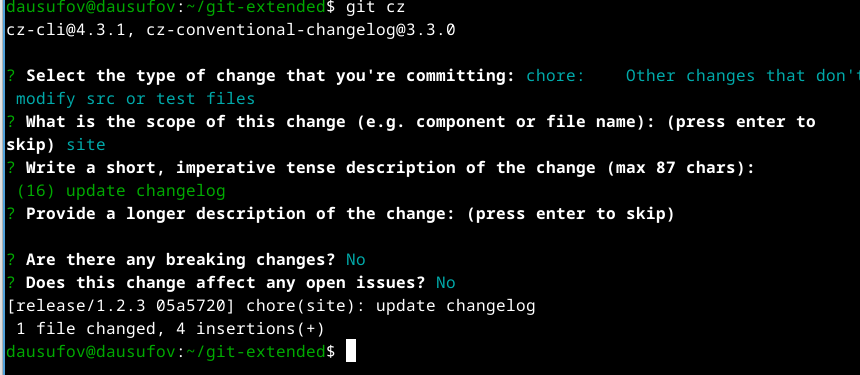 dausufov@dausufov:~/git-extended$ git cz
cz-cli@4.3.1, cz-conventional-changelog@3.3.0
? Select the type of change that you're committing: chore:    Other changes that don't
 modify src or test files
? What is the scope of this change (e.g. component or file name): (press enter to
skip) site
? Write a short, imperative tense description of the change (max 87 chars):
 (16) update changelog
? Provide a longer description of the change: (press enter to skip)
? Are there any breaking changes? No
? Does this change affect any open issues? No
[release/1.2.3 05a5720] chore(site): update changelog
 1 file changed, 4 insertions(+)
dausufov@dausufov:~/git-extended$